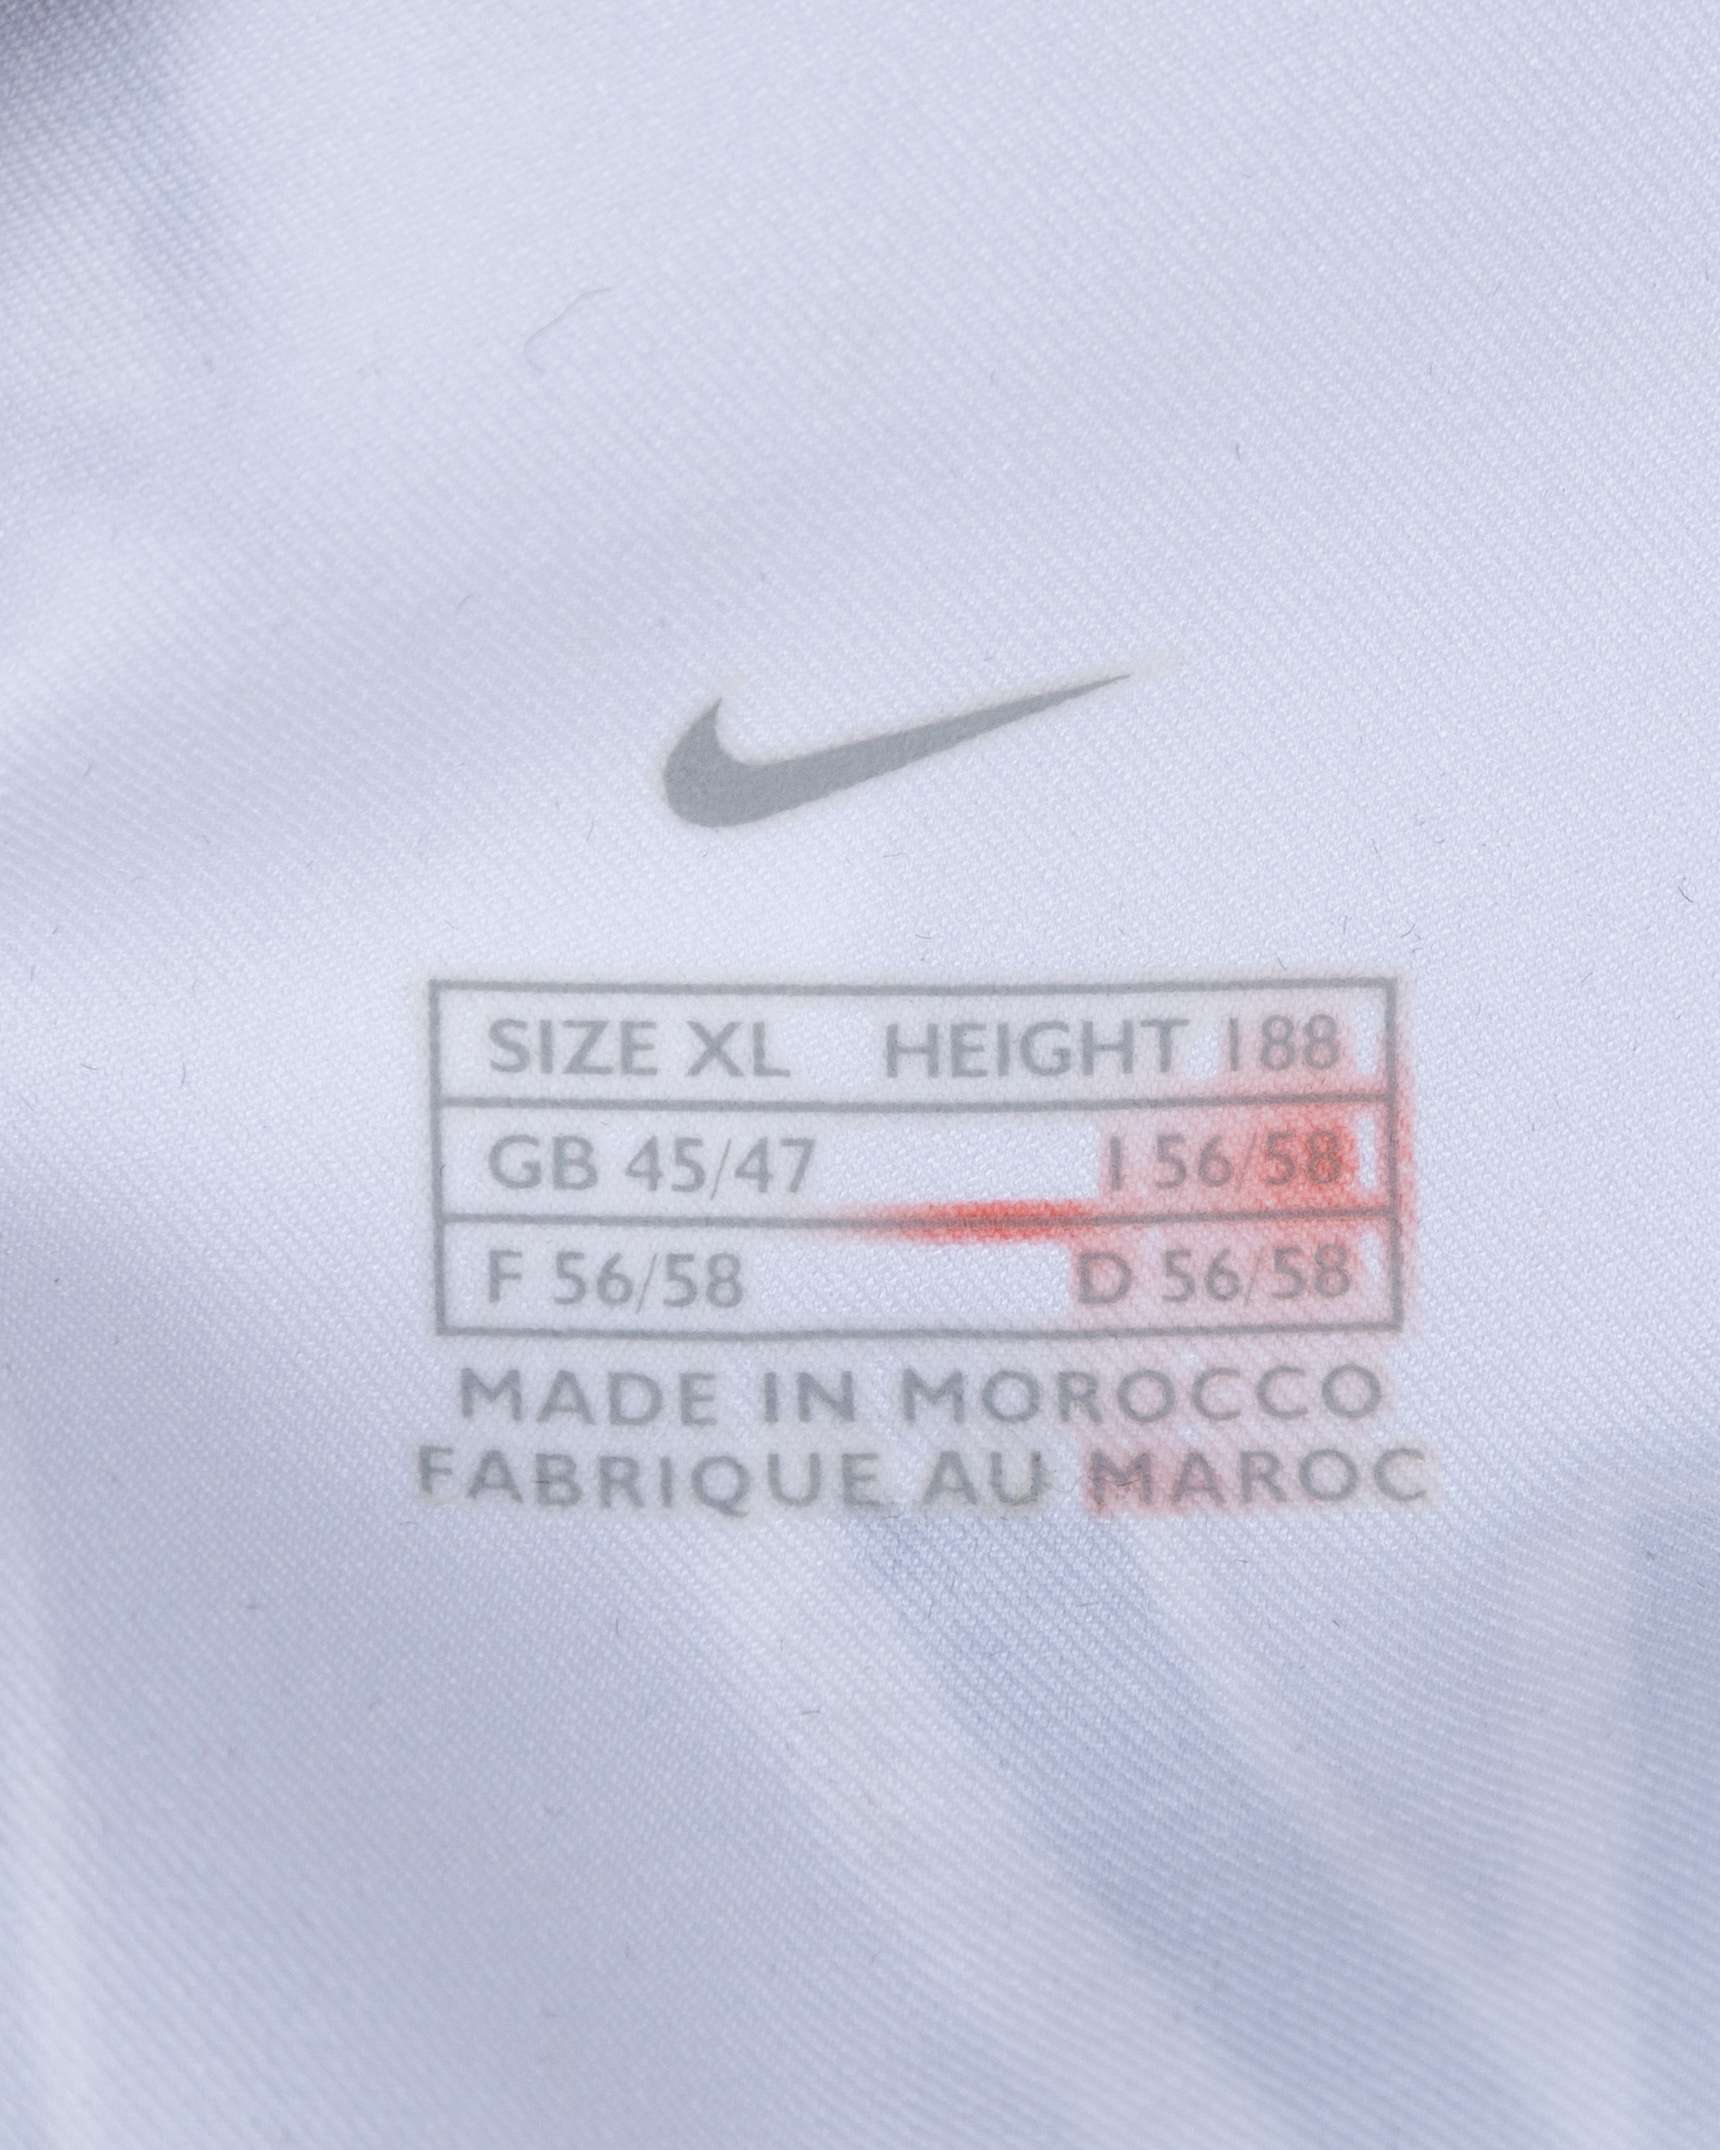 SIZE XL HEIGHT 188
GB 45/47 I 56/58
F 56/58 D 56/58
MADE IN MOROCCO
FABRIQUE AU MAROC